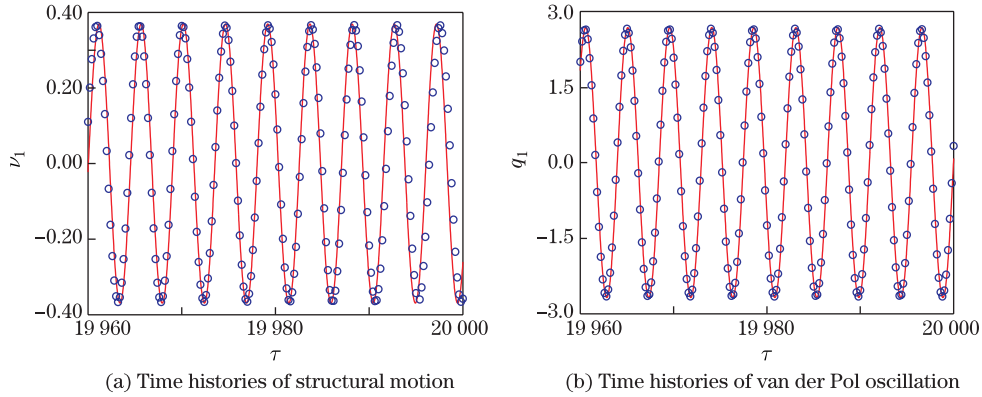 0.40
0.20
0.00
−0.20
−0.40
ν₁
19 960
19 980
20 000
τ
(a) Time histories of structural motion
3.0
1.5
0.0
−1.5
−3.0
q₁
19 960
19 980
20 000
τ
(b) Time histories of van der Pol oscillation